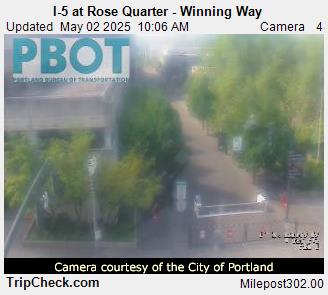 I-5 at Rose Quarter - Winning Way
Updated May 02 2025 10:06 AM Camera 4
PBOT
PORTLAND BUREAU OF TRANSPORTATION
Camera courtesy of the City of Portland
TripCheck.com Milepost302.00